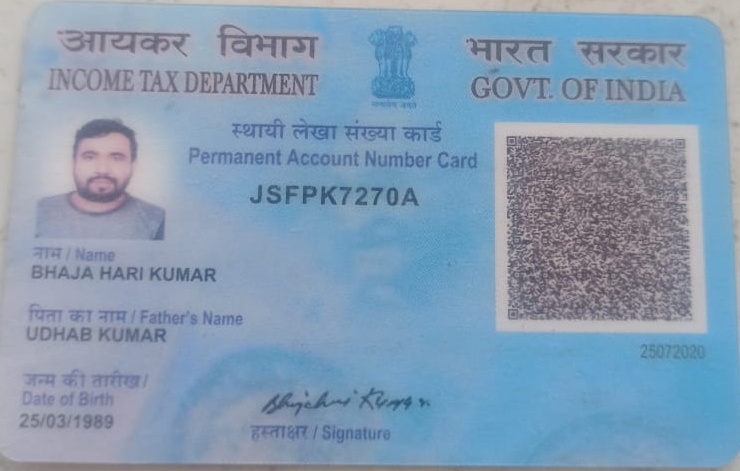 आयकर विभाग
INCOME TAX DEPARTMENT
सत्यमेव जयते
भारत सरकार
GOVT. OF INDIA
स्थायी लेखा संख्या कार्ड
Permanent Account Number Card
JSFPK7270A
नाम / Name
BHAJA HARI KUMAR
पिता का नाम / Father's Name
UDHAB KUMAR
25072020
जन्म की तारीख/
Date of Birth
25/03/1989
Kumar
हस्ताक्षर / Signature